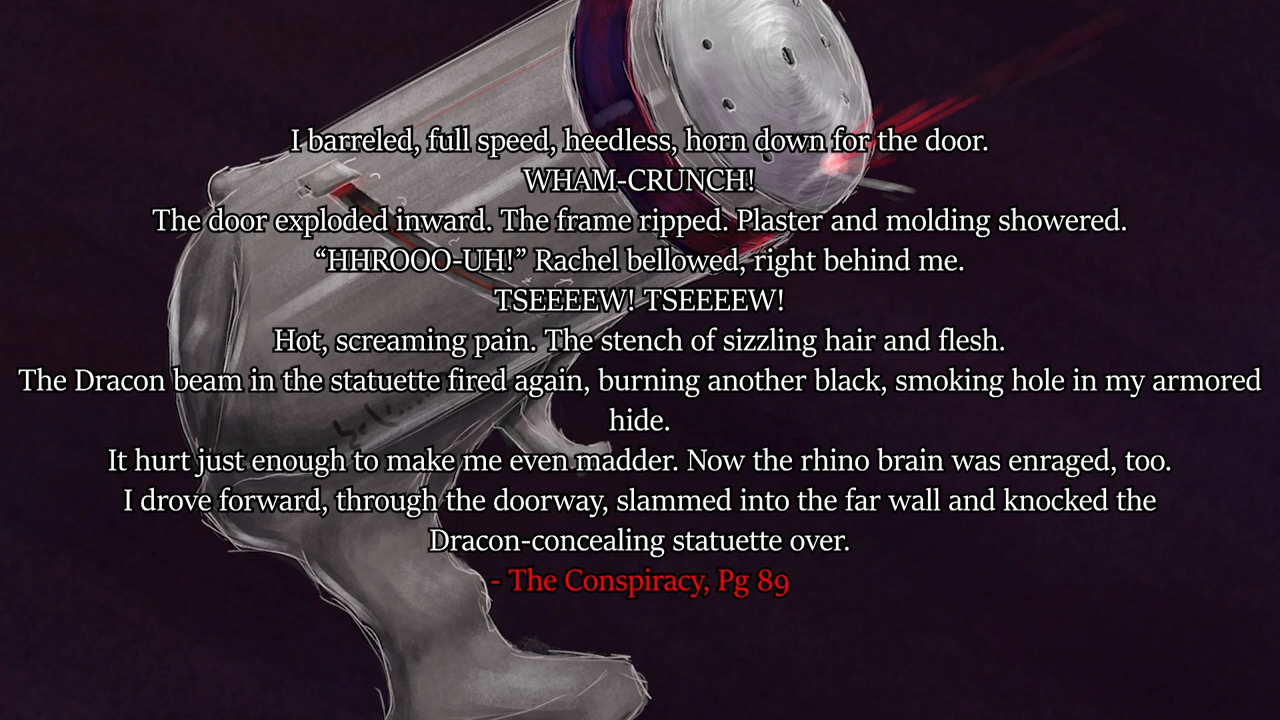 I barreled, full speed, heedless, horn down for the door.
WHAM-CRUNCH!
The door exploded inward. The frame ripped. Plaster and molding showered.
“HHROOO-UH!” Rachel bellowed, right behind me.
TSEEEEW! TSEEEEW!
Hot, screaming pain. The stench of sizzling hair and flesh.
The Dracon beam in the statuette fired again, burning another black, smoking hole in my armored
hide.
It hurt just enough to make me even madder. Now the rhino brain was enraged, too.
I drove forward, through the doorway, slammed into the far wall and knocked the
Dracon-concealing statuette over.
- The Conspiracy, Pg 89